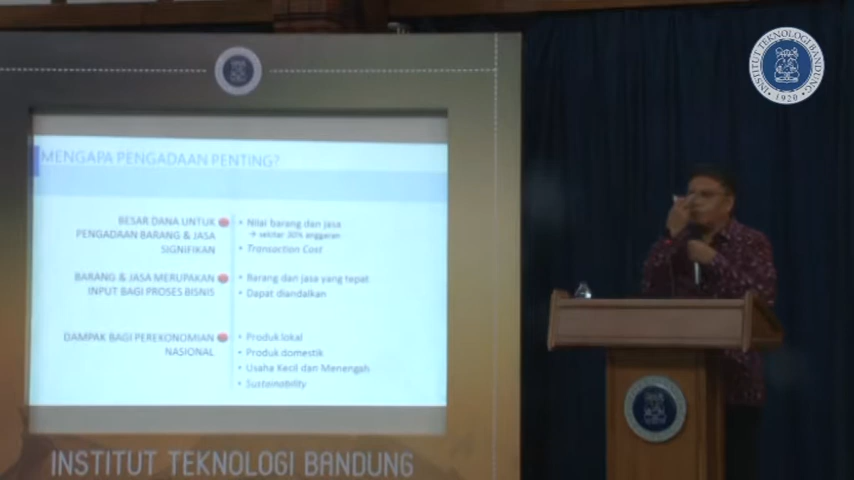 INSTITUT TEKNOLOGI BANDUNG
1920
MENGAPA PENGADAAN PENTING?
BESAR DANA UNTUK
PENGADAAN BARANG & JASA
SIGNIFIKAN
• Nilai barang dan jasa
→ sekitar 30% anggaran
• Transaction Cost
BARANG & JASA MERUPAKAN
INPUT BAGI PROSES BISNIS
• Barang dan jasa yang tepat
• Dapat diandalkan
DAMPAK BAGI PEREKONOMIAN
NASIONAL
• Produk lokal
• Produk domestik
• Usaha Kecil dan Menengah
• Sustainability
INSTITUT TEKNOLOGI BANDUNG